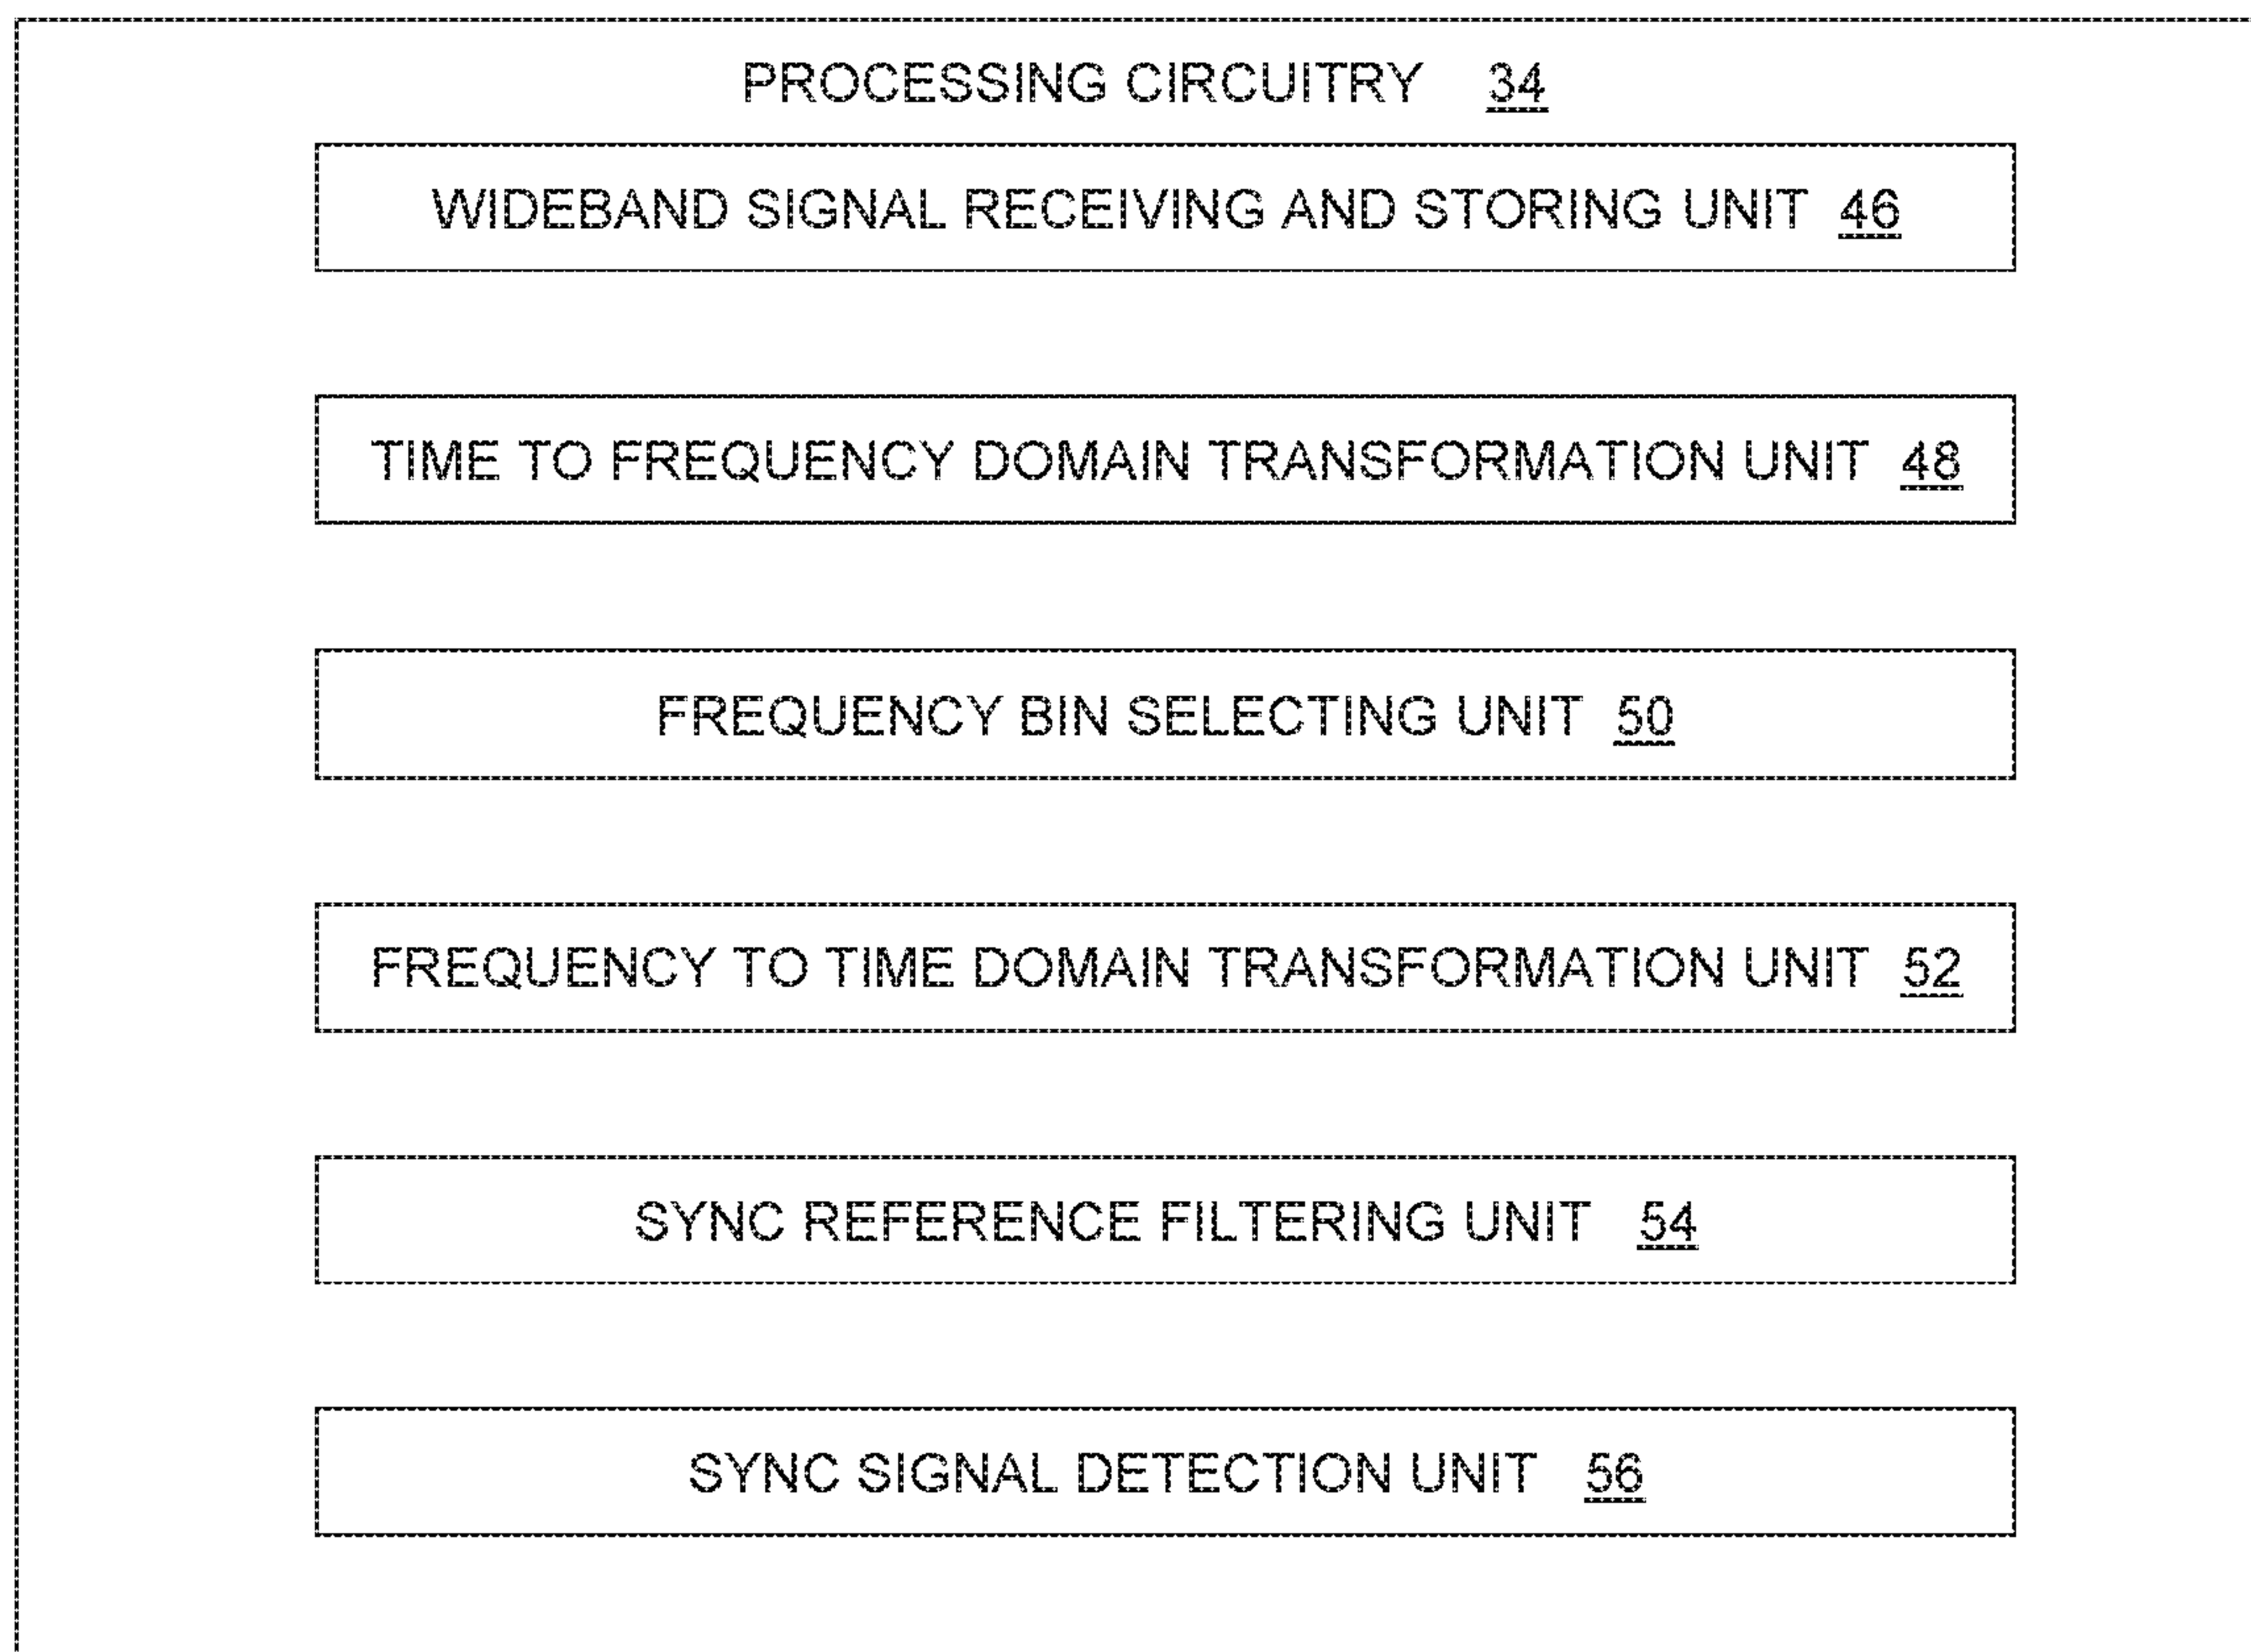 PROCESSING CIRCUITRY 34
WIDEBAND SIGNAL RECEIVING AND STORING UNIT 46
TIME TO FREQUENCY DOMAIN TRANSFORMATION UNIT 48
FREQUENCY BIN SELECTING UNIT 50
FREQUENCY TO TIME DOMAIN TRANSFORMATION UNIT 52
SYNC REFERENCE FILTERING UNIT 54
SYNC SIGNAL DETECTION UNIT 56